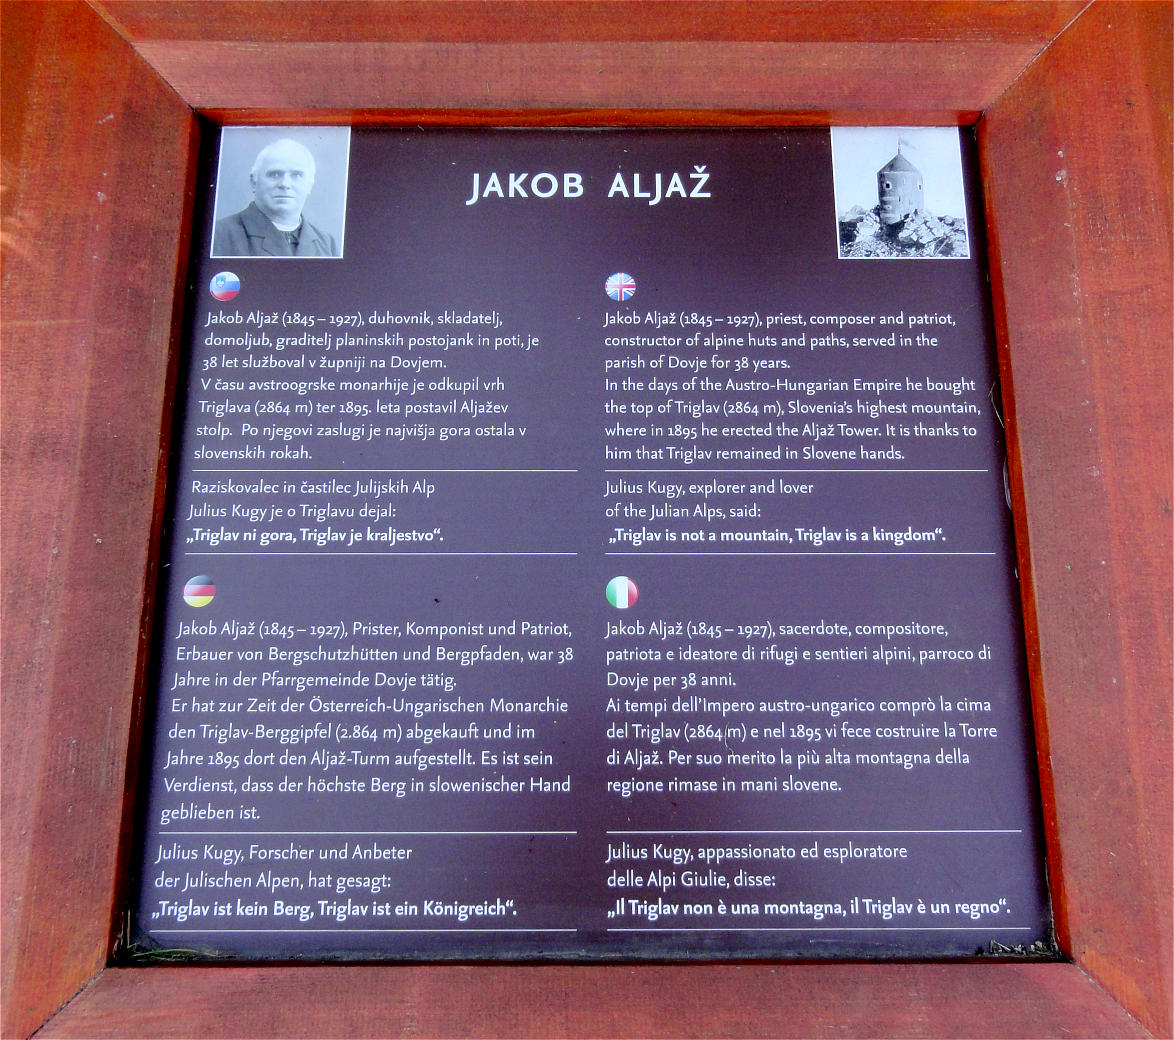 JAKOB ALJAŽ
Jakob Aljaž (1845 – 1927), duhovnik, skladatelj,
domoljub, graditelj planinskih postojank in poti, je
38 let služboval v župniji na Dovjem.
V času avstroogrske monarhije je odkupil vrh
Triglava (2864 m) ter 1895. leta postavil Aljažev
stolp. Po njegovi zaslugi je najvišja gora ostala v
slovenskih rokah.
Raziskovalec in častilec Julijskih Alp
Julius Kugy je o Triglavu dejal:
„Triglav ni gora, Triglav je kraljestvo“.
Jakob Aljaž (1845 – 1927), priest, composer and patriot,
constructor of alpine huts and paths, served in the
parish of Dovje for 38 years.
In the days of the Austro-Hungarian Empire he bought
the top of Triglav (2864 m), Slovenia's highest mountain,
where in 1895 he erected the Aljaž Tower. It is thanks to
him that Triglav remained in Slovene hands.
Julius Kugy, explorer and lover
of the Julian Alps, said:
„Triglav is not a mountain, Triglav is a kingdom“.
Jakob Aljaž (1845 – 1927), Prister, Komponist und Patriot,
Erbauer von Bergschutzhütten und Bergpfaden, war 38
Jahre in der Pfarrgemeinde Dovje tätig.
Er hat zur Zeit der Österreich-Ungarischen Monarchie
den Triglav-Berggipfel (2.864 m) abgekauft und im
Jahre 1895 dort den Aljaž-Turm aufgestellt. Es ist sein
Verdienst, dass der höchste Berg in slowenischer Hand
geblieben ist.
Julius Kugy, Forscher und Anbeter
der Julischen Alpen, hat gesagt:
„Triglav ist kein Berg, Triglav ist ein Königreich“.
Jakob Aljaž (1845 – 1927), sacerdote, compositore,
patriota e ideatore di rifugi e sentieri alpini, parroco di
Dovje per 38 anni.
Ai tempi dell'Impero austro-ungarico comprò la cima
del Triglav (2864 m) e nel 1895 vi fece costruire la Torre
di Aljaž. Per suo merito la più alta montagna della
regione rimase in mani slovene.
Julius Kugy, appassionato ed esploratore
delle Alpi Giulie, disse:
„Il Triglav non è una montagna, il Triglav è un regno“.